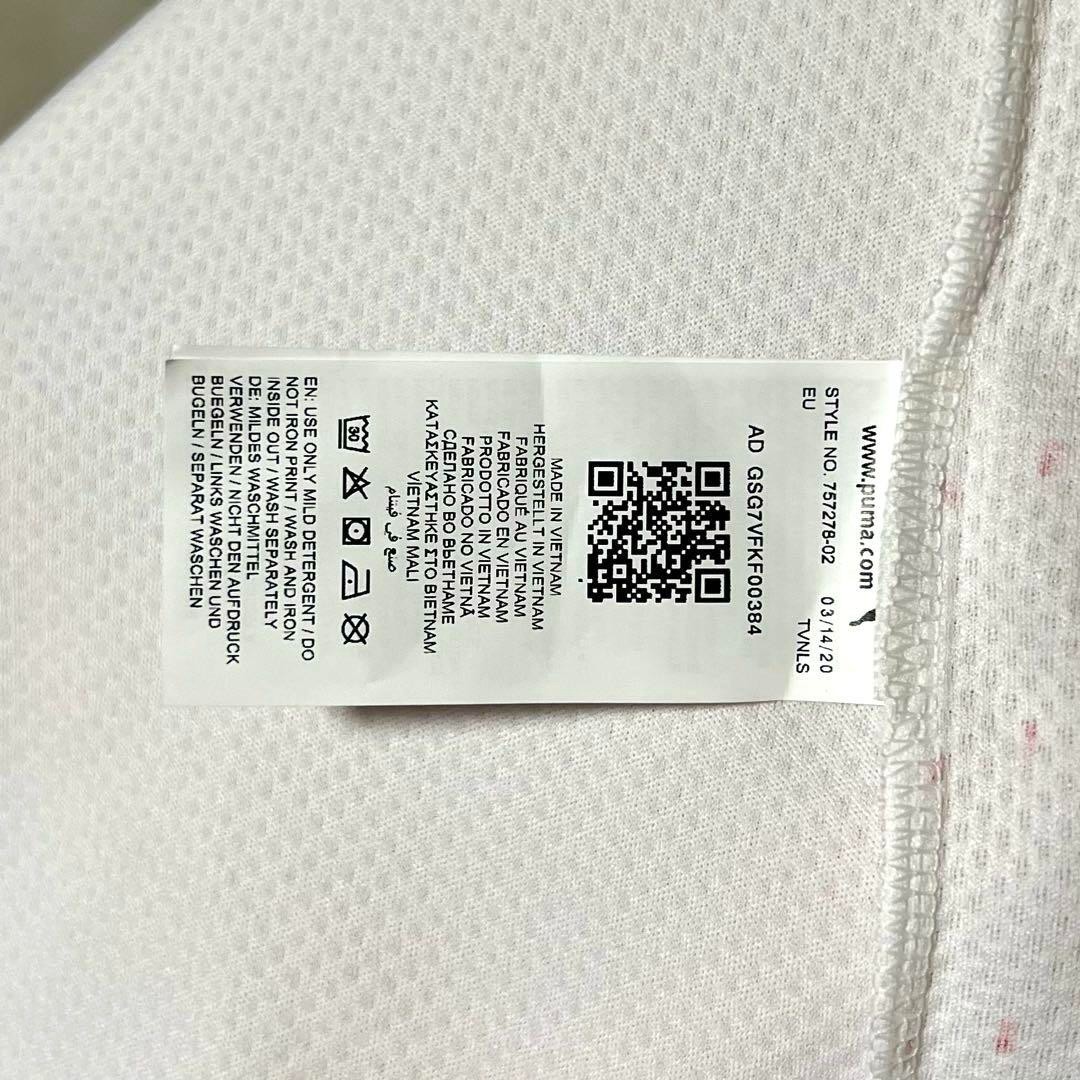 www.puma.com
STYLE NO. 757278-02 03/14/20
EU TVNLS
AD GSG7VFKF00384
MADE IN VIETNAM
HERGESTELLT IN VIETNAM
FABRIQUÉ AU VIETNAM
FABRICADO EN VIETNAM
PRODOTTO IN VIETNAM
FABRICADO NO VIETNÃ
СДЕЛАНО ВО ВЬЕТНАМЕ
ΚΑΤΑΣΚΕΥΑΣΤΗΚΕ ΣΤΟ ΒΙΕΤΝΑΜ
VIETNAM MALI
صنع في فيتنام
30
EN: USE ONLY MILD DETERGENT / DO
NOT IRON PRINT / WASH AND IRON
INSIDE OUT / WASH SEPARATELY
DE: MILDES WASCHMITTEL
VERWENDEN / NICHT DEN AUFDRUCK
BUEGELN / LINKS WASCHEN UND
BUGELN / SEPARAT WASCHEN